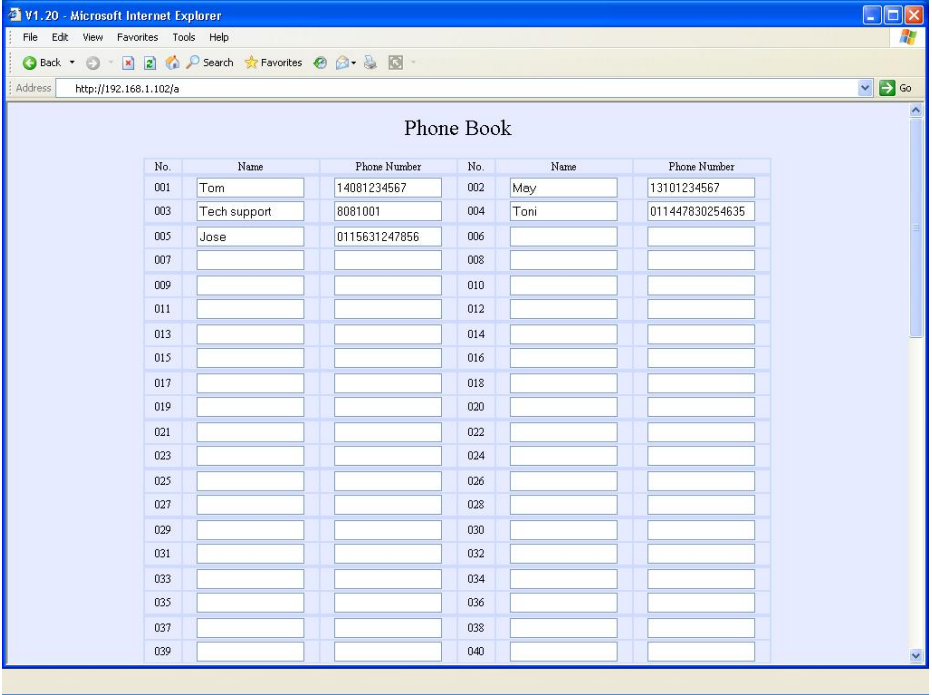 V1.20 - Microsoft Internet Explorer
File Edit View Favorites Tools Help
Back Search Favorites
Address http://192.168.1.102/a Go
Phone Book
No. Name Phone Number No. Name Phone Number
001 Tom 14081234567 002 May 13101234567
003 Tech support 8081001 004 Toni 011447830254635
005 Jose 0115631247856 006
007 008
009 010
011 012
013 014
015 016
017 018
019 020
021 022
023 024
025 026
027 028
029 030
031 032
033 034
035 036
037 038
039 040